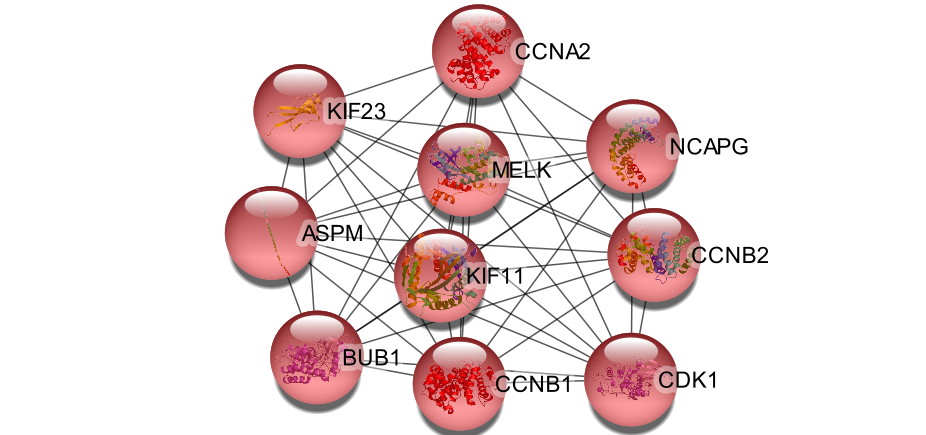 CCNA2
KIF23
NCAPG
MELK
ASPM
CCNB2
KIF11
BUB1
CCNB1
CDK1